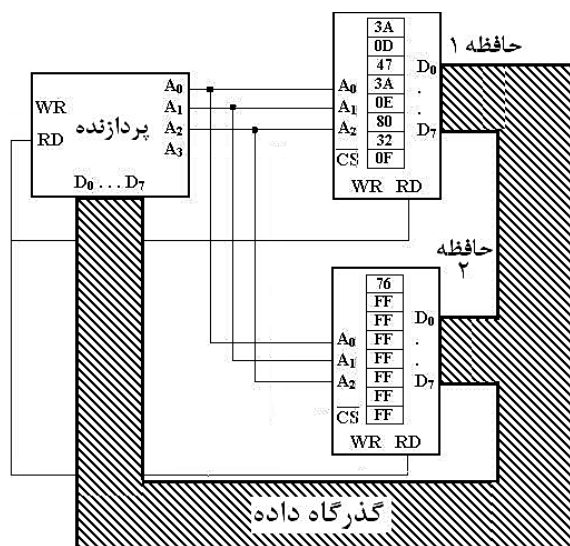 حافظه ۱
3A
0D
47
3A
0E
80
32
0F
A0
A1
A2
CS
D0
.
.
D7
WR RD
پردازنده
WR
RD
A0
A1
A2
A3
D0 . . . D7
حافظه
۲
76
FF
FF
FF
FF
FF
FF
FF
A0
A1
A2
CS
D0
.
.
D7
WR RD
گذرگاه داده